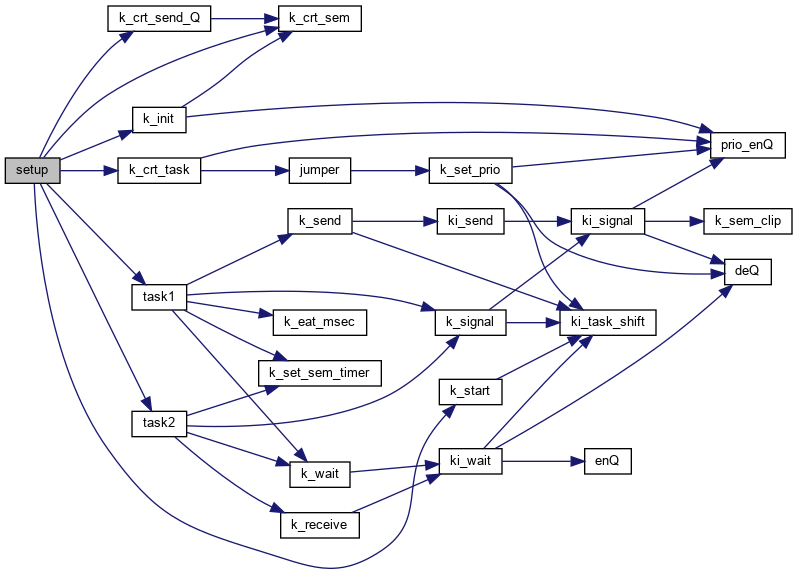 k_crt_send_Q
k_crt_sem
k_init
prio_enQ
setup
k_crt_task
jumper
k_set_prio
k_send
ki_send
ki_signal
k_sem_clip
deQ
task1
k_eat_msec
k_signal
ki_task_shift
k_set_sem_timer
k_start
task2
k_wait
ki_wait
enQ
k_receive